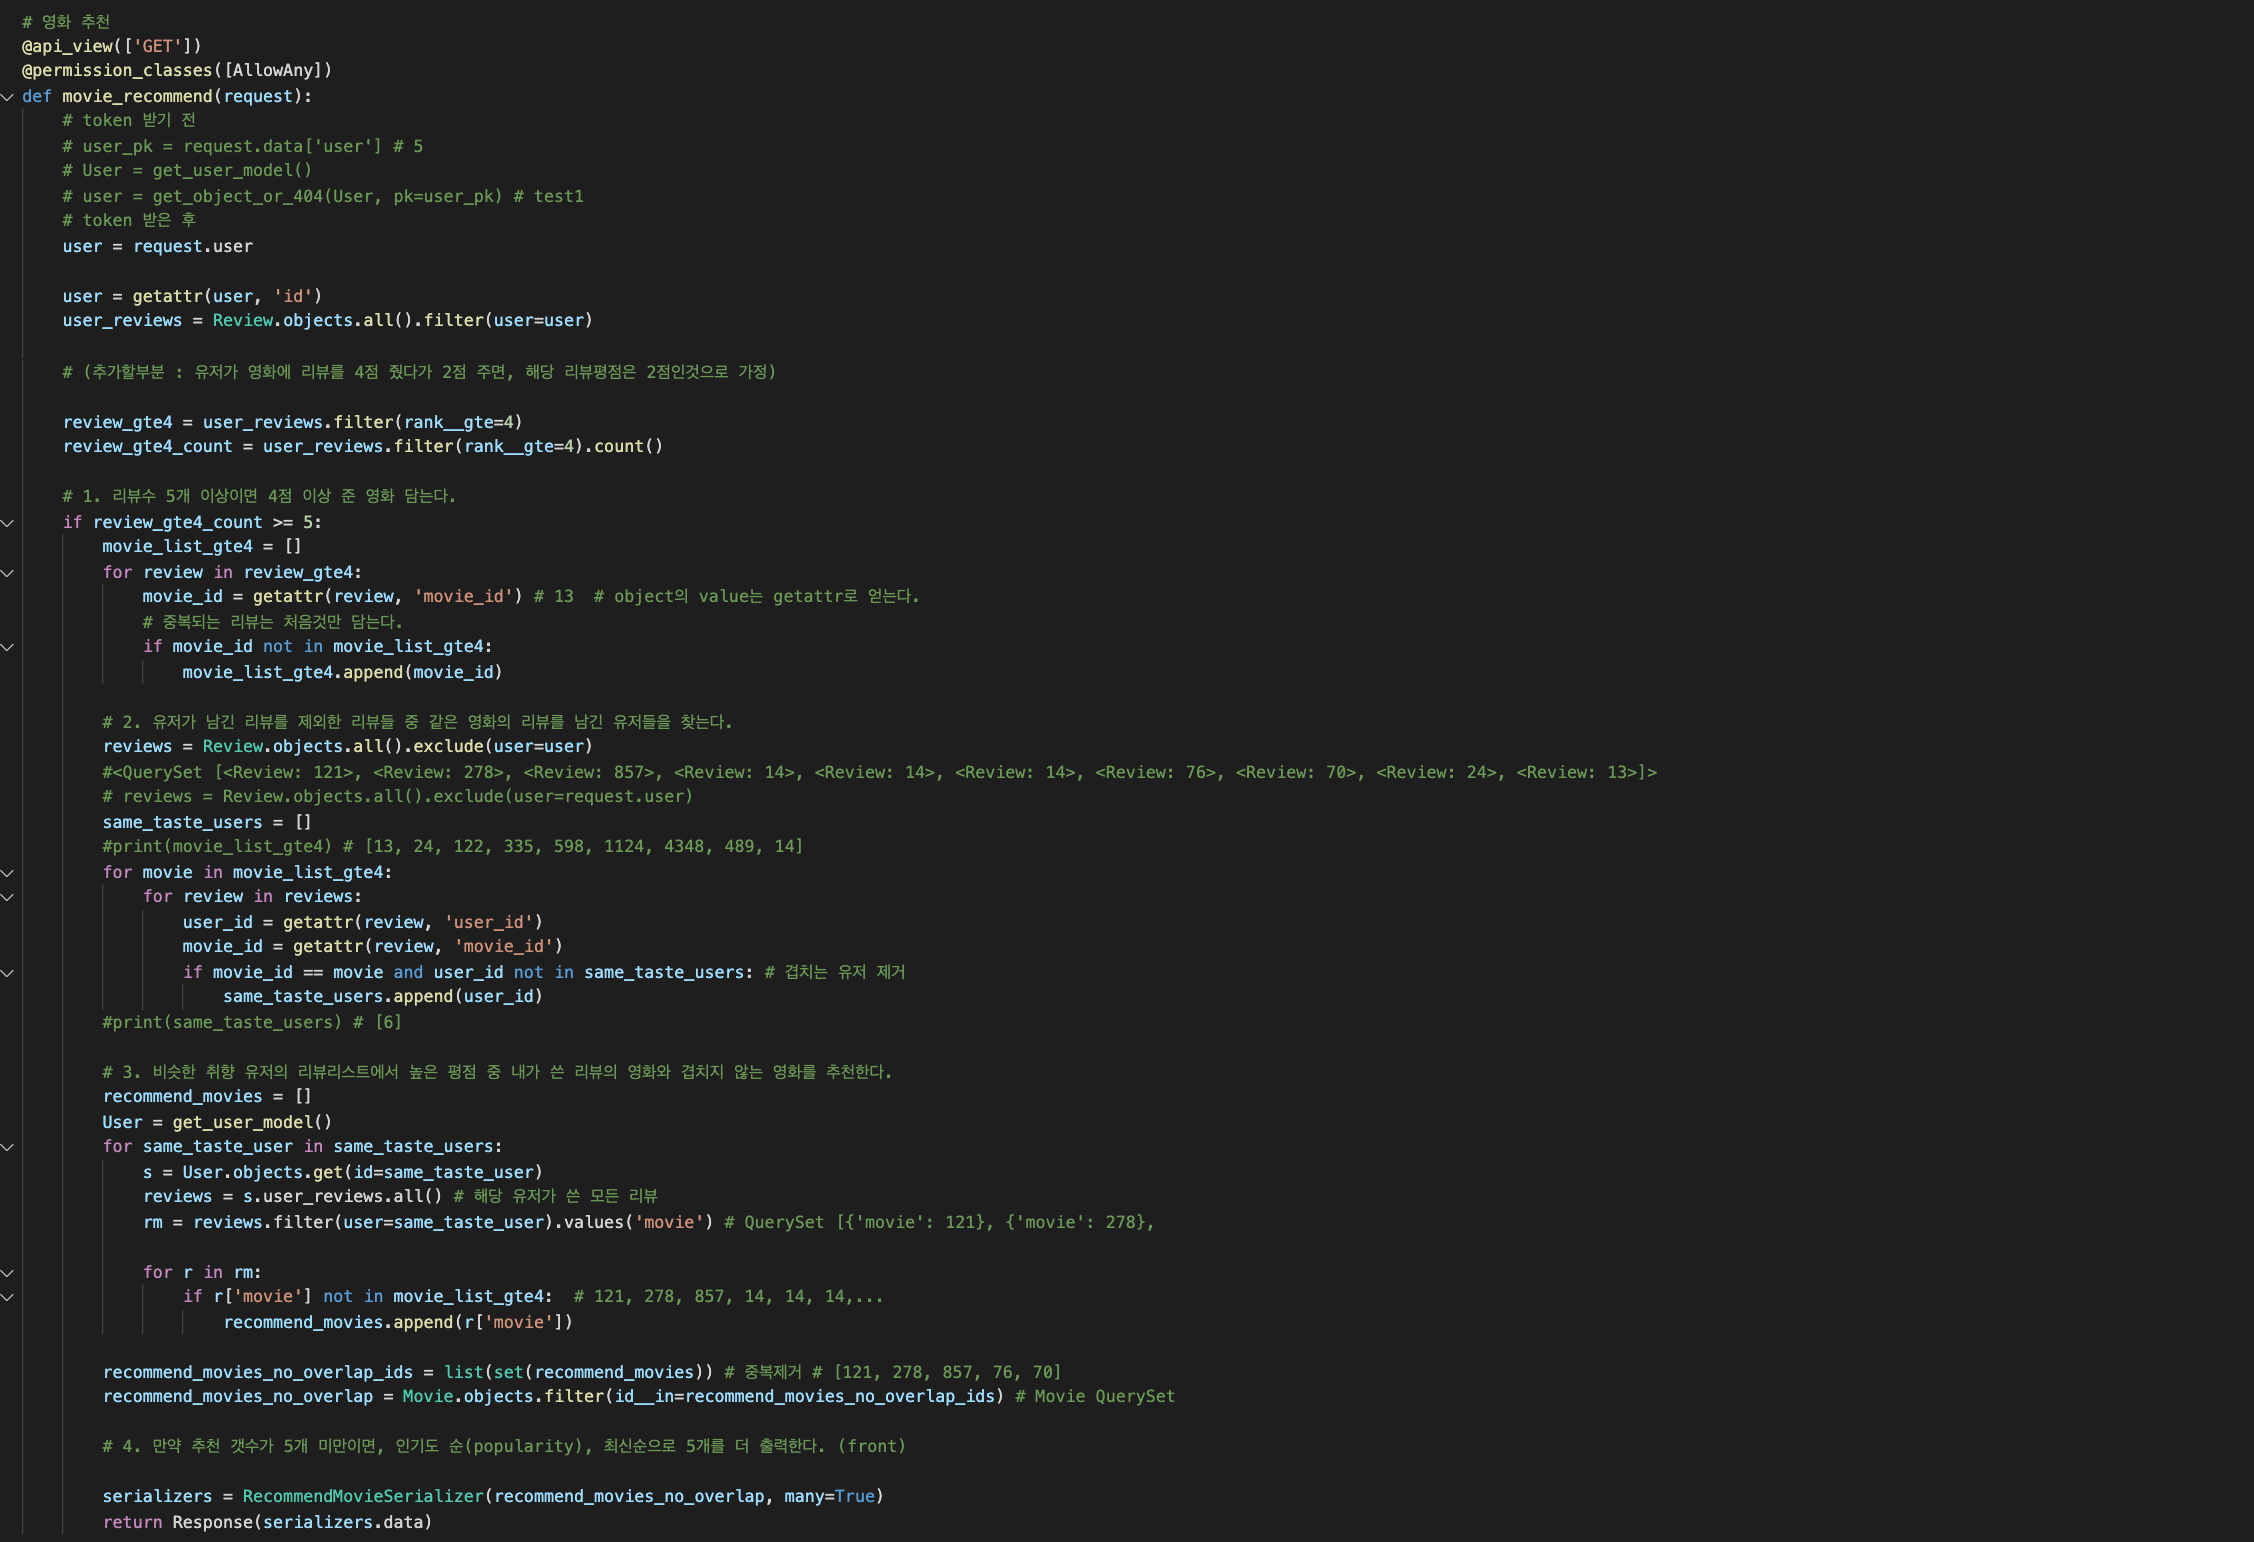 # 영화 추천
@api_view(['GET'])
@permission_classes([AllowAny])
def movie_recommend(request):
    # token 받기 전
    # user_pk = request.data['user'] # 5
    # User = get_user_model()
    # user = get_object_or_404(User, pk=user_pk) # test1
    # token 받은 후
    user = request.user

    user = getattr(user, 'id')
    user_reviews = Review.objects.all().filter(user=user)

    # (추가할부분 : 유저가 영화에 리뷰를 4점 줬다가 2점 주면, 해당 리뷰평점은 2점인것으로 가정)

    review_gte4 = user_reviews.filter(rank__gte=4)
    review_gte4_count = user_reviews.filter(rank__gte=4).count()

    # 1. 리뷰수 5개 이상이면 4점 이상 준 영화 담는다.
    if review_gte4_count >= 5:
        movie_list_gte4 = []
        for review in review_gte4:
            movie_id = getattr(review, 'movie_id') # 13  # object의 value는 getattr로 얻는다.
            # 중복되는 리뷰는 처음것만 담는다.
            if movie_id not in movie_list_gte4:
                movie_list_gte4.append(movie_id)

        # 2. 유저가 남긴 리뷰를 제외한 리뷰들 중 같은 영화의 리뷰를 남긴 유저들을 찾는다.
        reviews = Review.objects.all().exclude(user=user)
        #<QuerySet [<Review: 121>, <Review: 278>, <Review: 857>, <Review: 14>, <Review: 14>, <Review: 14>, <Review: 76>, <Review: 70>, <Review: 24>, <Review: 13>]>
        # reviews = Review.objects.all().exclude(user=request.user)
        same_taste_users = []
        #print(movie_list_gte4) # [13, 24, 122, 335, 598, 1124, 4348, 489, 14]
        for movie in movie_list_gte4:
            for review in reviews:
                user_id = getattr(review, 'user_id')
                movie_id = getattr(review, 'movie_id')
                if movie_id == movie and user_id not in same_taste_users: # 겹치는 유저 제거
                    same_taste_users.append(user_id)
        #print(same_taste_users) # [6]

        # 3. 비슷한 취향 유저의 리뷰리스트에서 높은 평점 중 내가 쓴 리뷰의 영화와 겹치지 않는 영화를 추천한다.
        recommend_movies = []
        User = get_user_model()
        for same_taste_user in same_taste_users:
            s = User.objects.get(id=same_taste_user)
            reviews = s.user_reviews.all() # 해당 유저가 쓴 모든 리뷰
            rm = reviews.filter(user=same_taste_user).values('movie') # QuerySet [{'movie': 121}, {'movie': 278},

            for r in rm:
                if r['movie'] not in movie_list_gte4:  # 121, 278, 857, 14, 14, 14,...
                    recommend_movies.append(r['movie'])

        recommend_movies_no_overlap_ids = list(set(recommend_movies)) # 중복제거 # [121, 278, 857, 76, 70]
        recommend_movies_no_overlap = Movie.objects.filter(id__in=recommend_movies_no_overlap_ids) # Movie QuerySet

        # 4. 만약 추천 갯수가 5개 미만이면, 인기도 순(popularity), 최신순으로 5개를 더 출력한다. (front)

        serializers = RecommendMovieSerializer(recommend_movies_no_overlap, many=True)
        return Response(serializers.data)